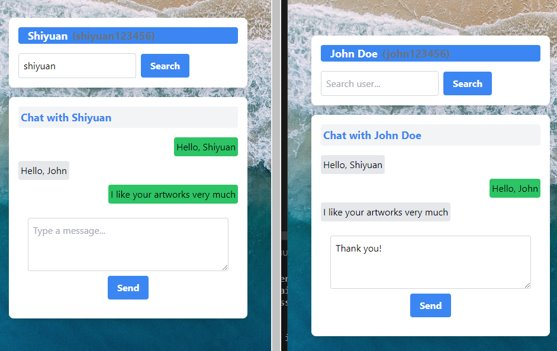 Shiyuan (shiyuan123456)
shiyuan
Search
Chat with Shiyuan
Hello, Shiyuan
Hello, John
I like your artworks very much
Type a message...
Send
John Doe (john123456)
Search user...
Search
Chat with John Doe
Hello, Shiyuan
Hello, John
I like your artworks very much
Thank you!
Send